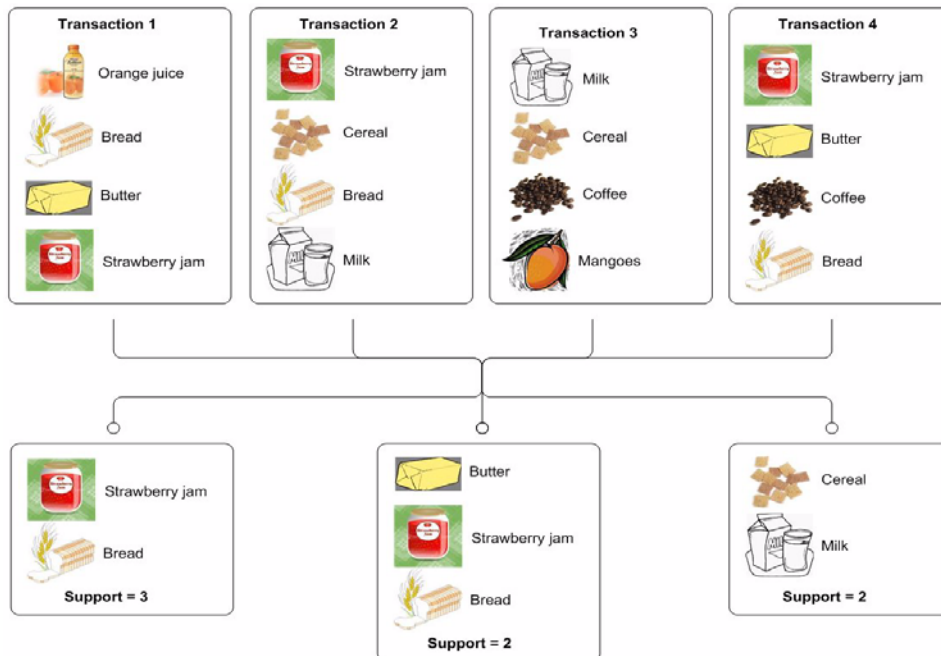 Transaction 1
Orange juice
Bread
Butter
Strawberry jam
Transaction 2
Strawberry jam
Cereal
Bread
Milk
Transaction 3
Milk
Cereal
Coffee
Mangoes
Transaction 4
Strawberry jam
Butter
Coffee
Bread
Strawberry jam
Bread
Support = 3
Butter
Strawberry jam
Bread
Support = 2
Cereal
Milk
Support = 2